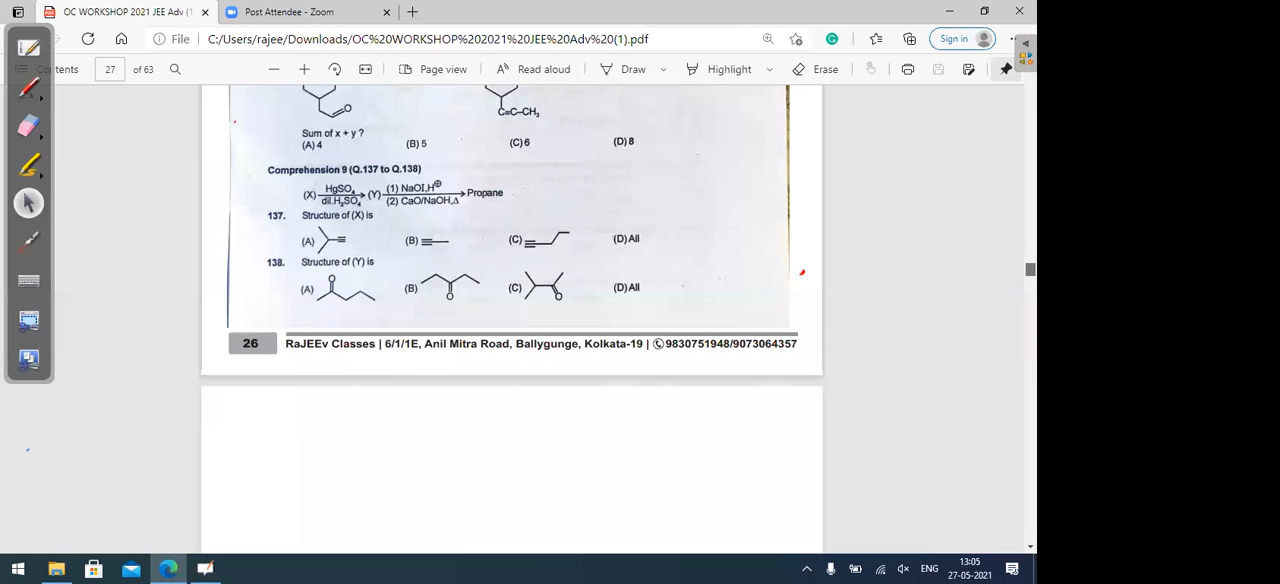 OC WORKSHOP 2021 JEE Adv (1
Post Attendee - Zoom
File
C:/Users/rajee/Downloads/OC%20WORKSHOP%202021%20JEE%20Adv%20(1).pdf
Sign in
27 of 63
Page view
Read aloud
Draw
Highlight
Erase
O
C≡C–CH₃
Sum of x + y ?
(A) 4 (B) 5 (C) 6 (D) 8
Comprehension 9 (Q.137 to Q.138)
(X) HgSO₄ dil.H₂SO₄ → (Y) (1) NaOI,H⊕ (2) CaO/NaOH,Δ → Propane
137. Structure of (X) is
(A) (B) (C) (D) All
138. Structure of (Y) is
(A) O (B) O (C) O (D) All
26 RaJEEv Classes | 6/1/1E, Anil Mitra Road, Ballygunge, Kolkata-19 | 9830751948/9073064357
ENG
13:05
27-05-2021